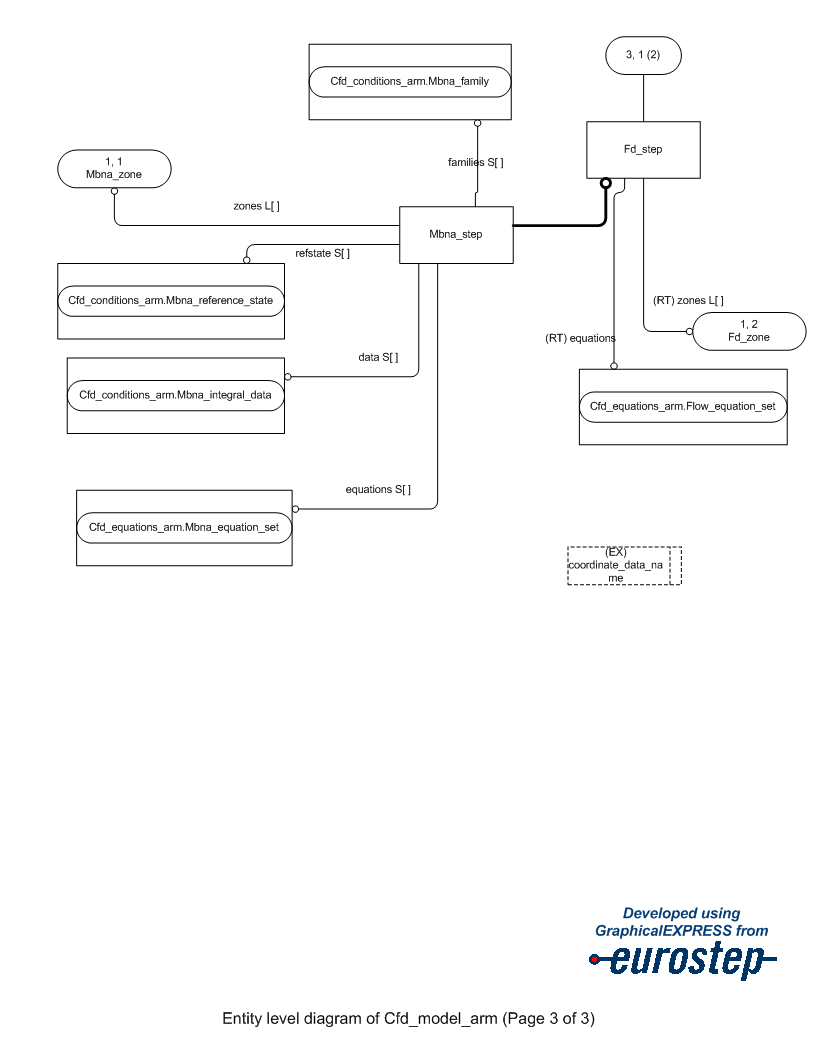 3, 1 (2)
Cfd_conditions_arm.Mbna_family
Fd_step
families S[ ]
1, 1
Mbna_zone
zones L[ ]
Mbna_step
refstate S[ ]
Cfd_conditions_arm.Mbna_reference_state
(RT) zones L[ ]
1, 2
Fd_zone
(RT) equations
data S[ ]
Cfd_conditions_arm.Mbna_integral_data
Cfd_equations_arm.Flow_equation_set
equations S[ ]
Cfd_equations_arm.Mbna_equation_set
(EX)
coordinate_data_na
me
Developed using
GraphicalEXPRESS from
eurostep
Entity level diagram of Cfd_model_arm (Page 3 of 3)